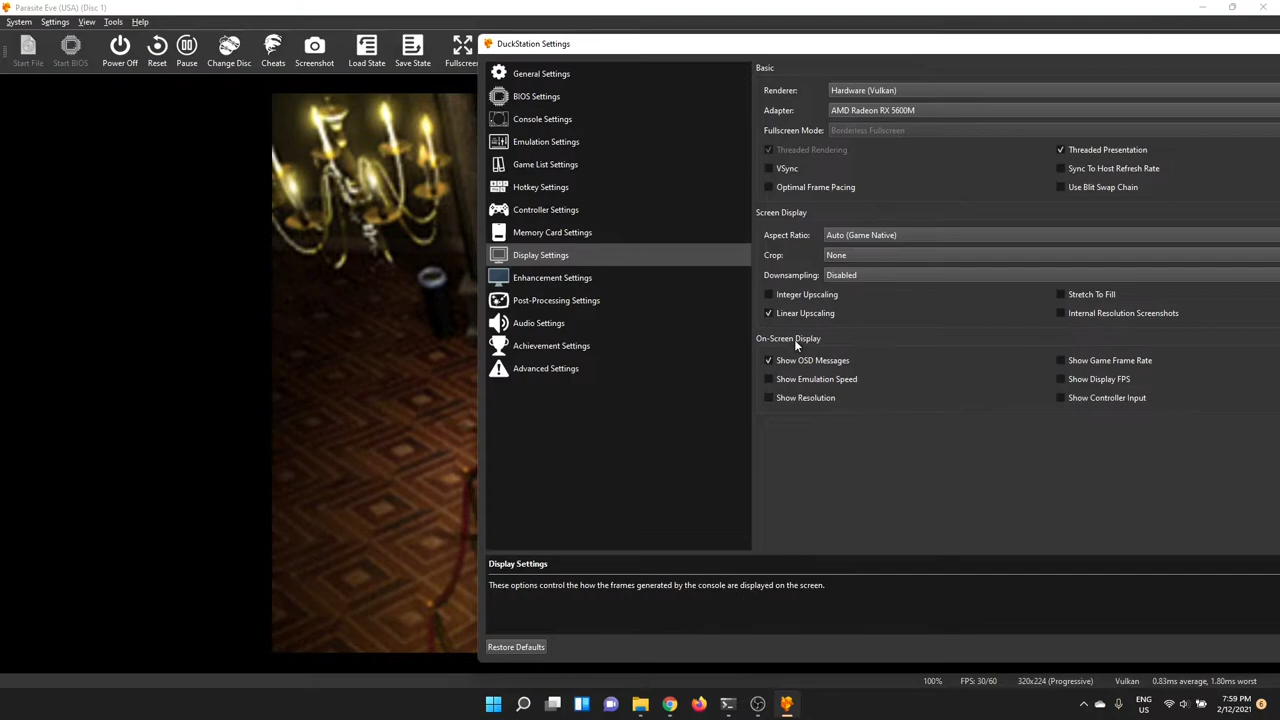 Parasite Eve (USA) (Disc 1)
System Settings View Tools Help
Start File Start BIOS Power Off Reset Pause Change Disc Cheats Screenshot Load State Save State Fullscreen
DuckStation Settings
General Settings
BIOS Settings
Console Settings
Emulation Settings
Game List Settings
Hotkey Settings
Controller Settings
Memory Card Settings
Display Settings
Enhancement Settings
Post-Processing Settings
Audio Settings
Achievement Settings
Advanced Settings
Basic
Renderer: Hardware (Vulkan)
Adapter: AMD Radeon RX 5600M
Fullscreen Mode: Borderless Fullscreen
Threaded Rendering Threaded Presentation
VSync Sync To Host Refresh Rate
Optimal Frame Pacing Use Blit Swap Chain
Screen Display
Aspect Ratio: Auto (Game Native)
Crop: None
Downsampling: Disabled
Integer Upscaling Stretch To Fill
Linear Upscaling Internal Resolution Screenshots
On-Screen Display
Show OSD Messages Show Game Frame Rate
Show Emulation Speed Show Display FPS
Show Resolution Show Controller Input
Display Settings
These options control the how the frames generated by the console are displayed on the screen.
Restore Defaults
100% FPS: 30/60 320x224 (Progressive) Vulkan 0.83ms average, 1.80ms worst
ENG
US
7:59 PM
2/12/2021
6